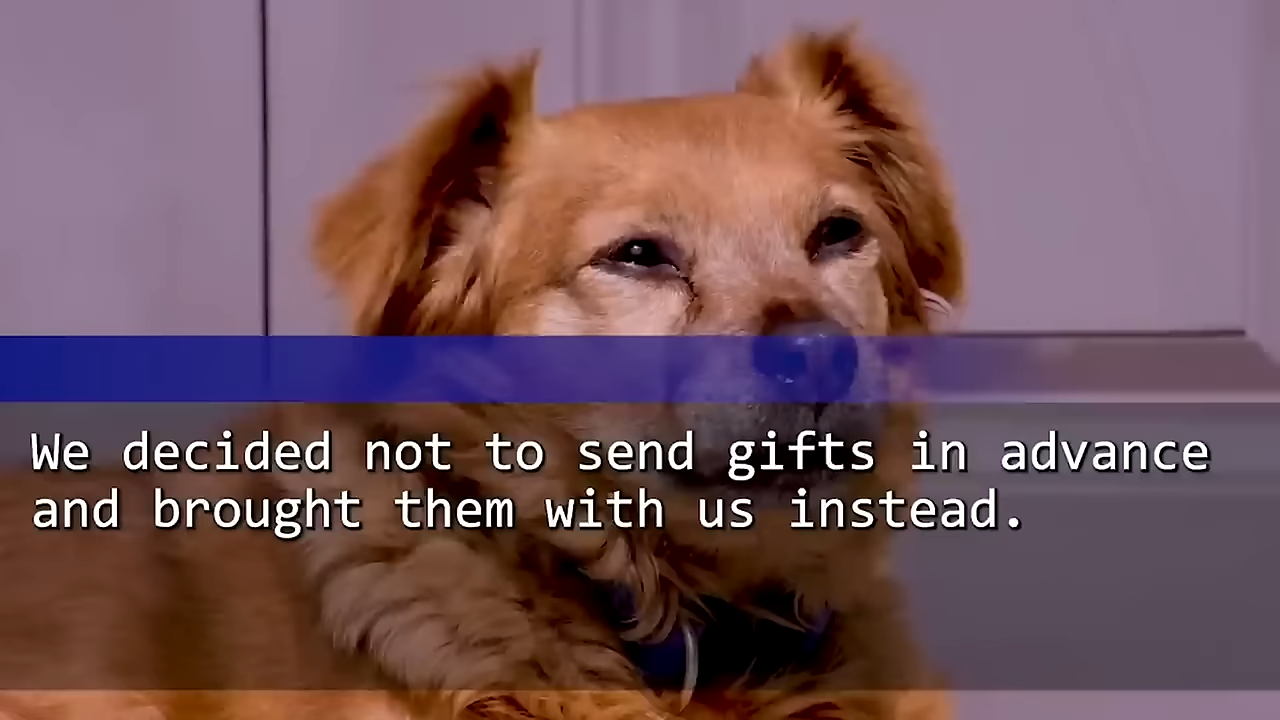 We decided not to send gifts in advance
and brought them with us instead.